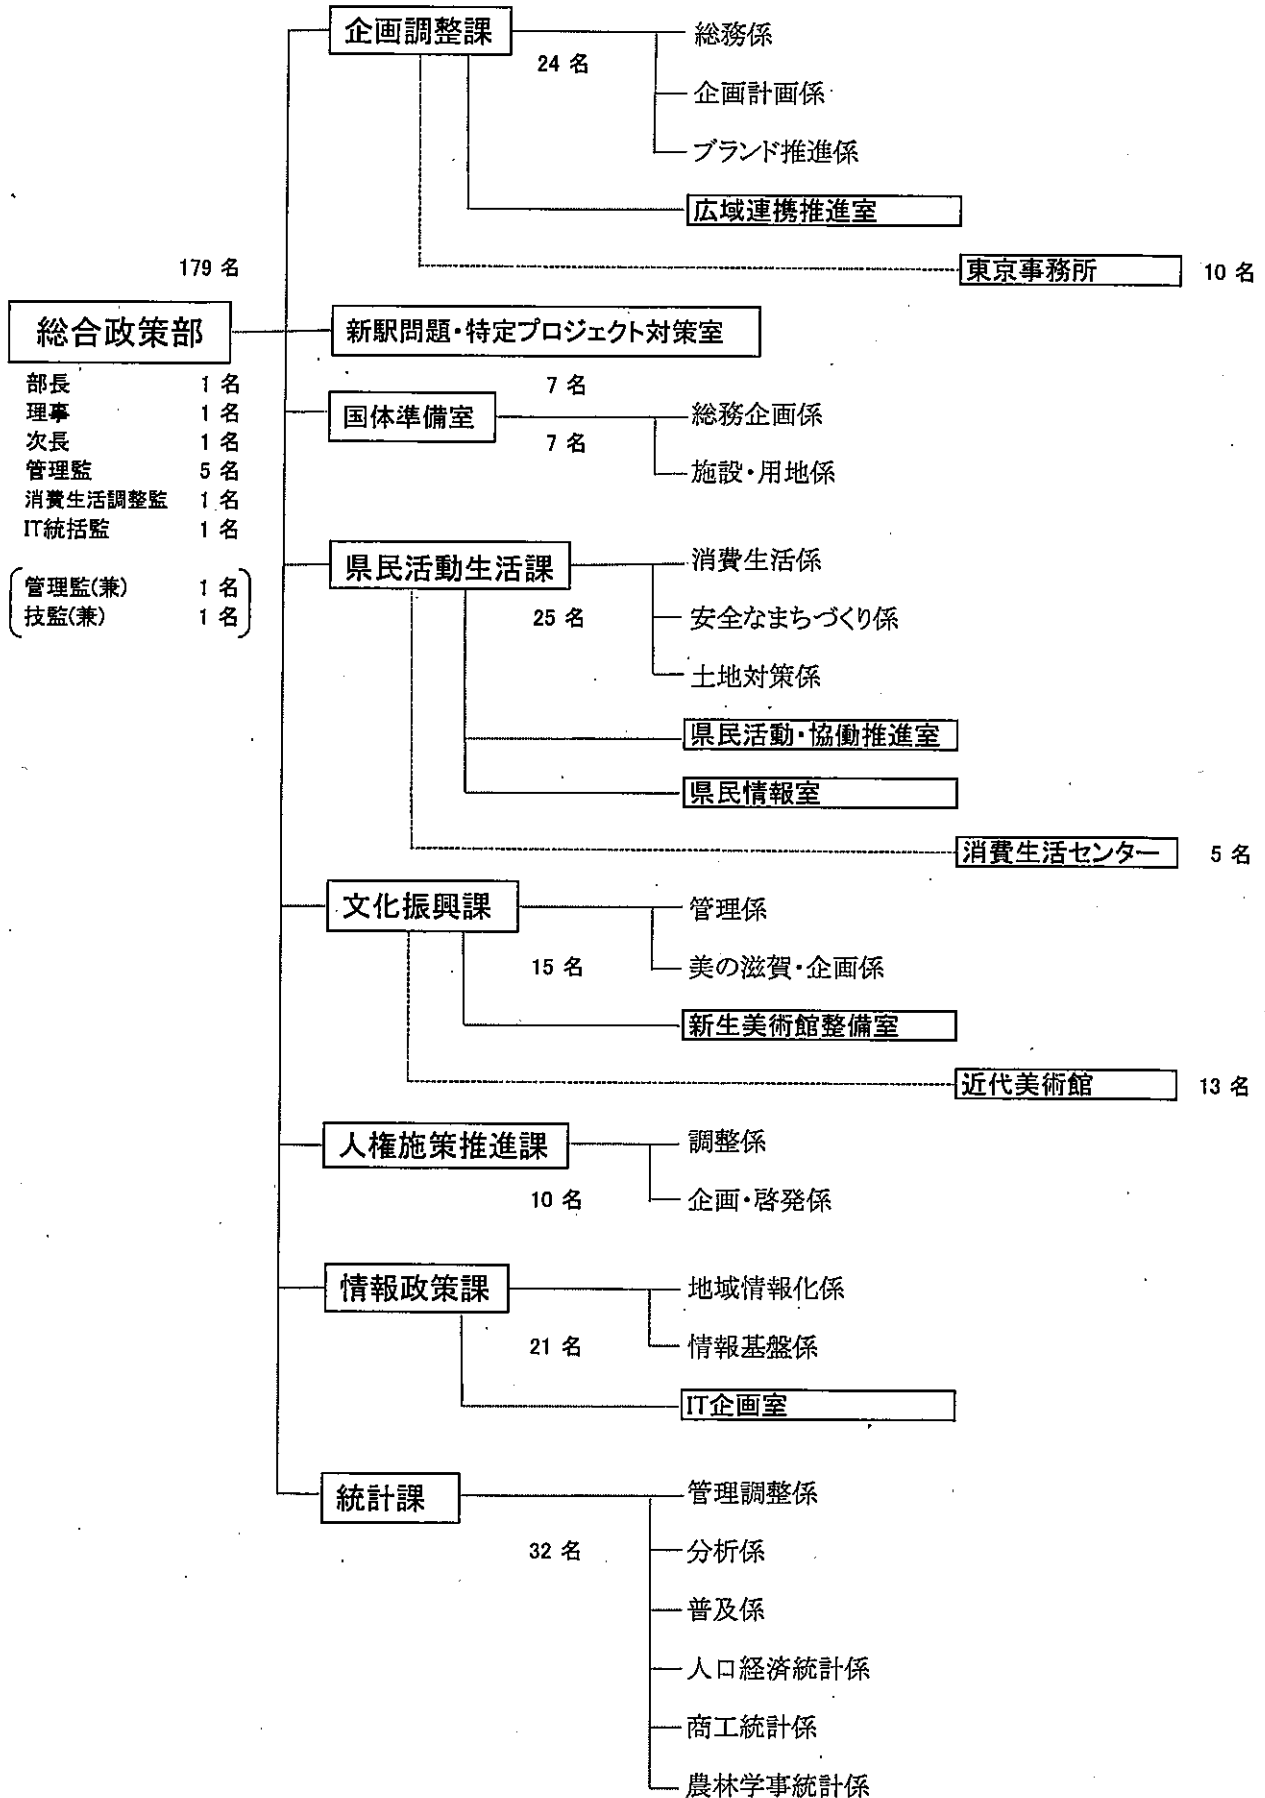 企画調整課
24 名
総務係
企画計画係
ブランド推進係
広域連携推進室
東京事務所 10 名
179 名
総合政策部
部長 1 名
理事 1 名
次長 1 名
管理監 5 名
消費生活調整監 1 名
IT統括監 1 名
管理監(兼) 1 名
技監(兼) 1 名
新駅問題・特定プロジェクト対策室
7 名
国体準備室
7 名
総務企画係
施設・用地係
県民活動生活課
25 名
消費生活係
安全なまちづくり係
土地対策係
県民活動・協働推進室
県民情報室
消費生活センター 5 名
文化振興課
15 名
管理係
美の滋賀・企画係
新生美術館整備室
近代美術館 13 名
人権施策推進課
10 名
調整係
企画・啓発係
情報政策課
21 名
地域情報化係
情報基盤係
IT企画室
統計課
32 名
管理調整係
分析係
普及係
人口経済統計係
商工統計係
農林学事統計係